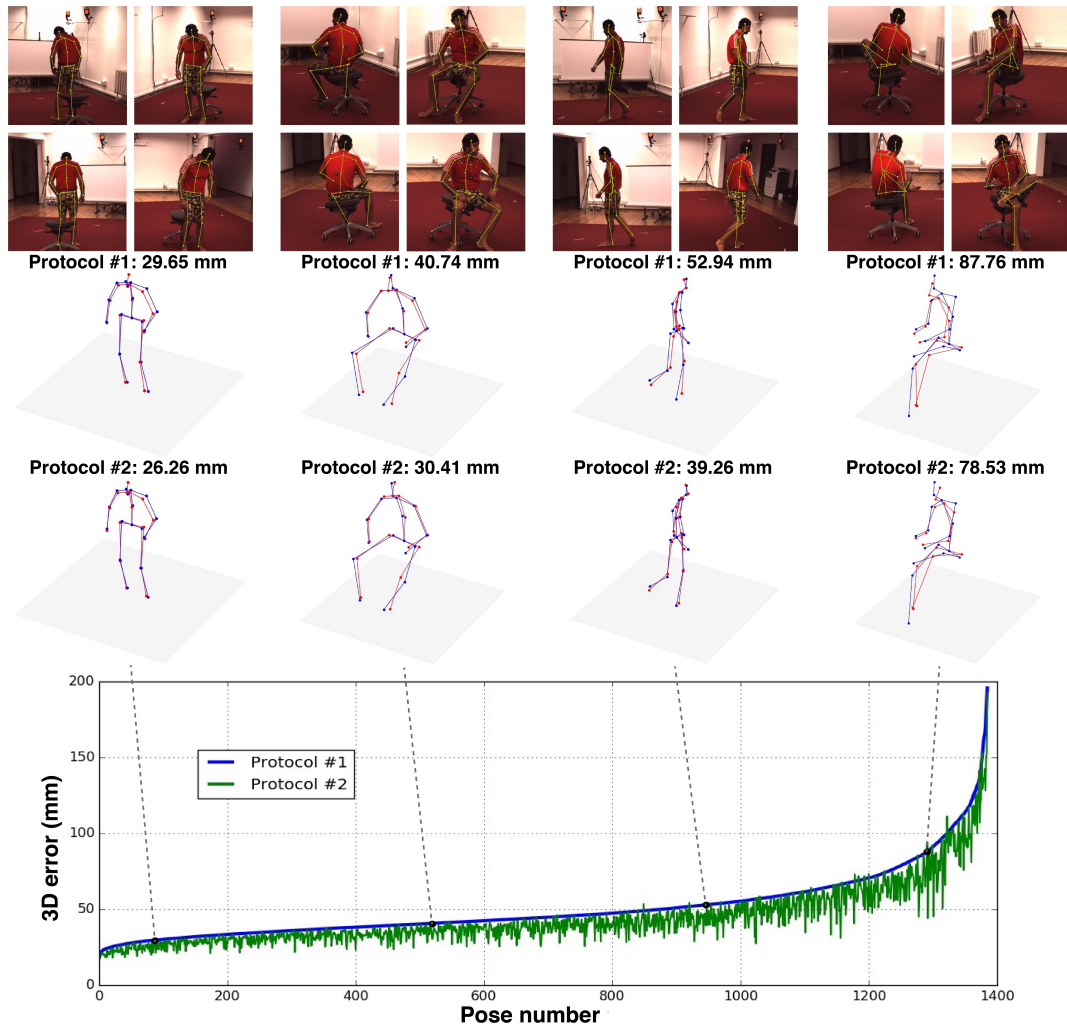 Protocol #1: 29.65 mm
Protocol #1: 40.74 mm
Protocol #1: 52.94 mm
Protocol #1: 87.76 mm
Protocol #2: 26.26 mm
Protocol #2: 30.41 mm
Protocol #2: 39.26 mm
Protocol #2: 78.53 mm
200
150
100
50
0
3D error (mm)
Protocol #1
Protocol #2
0
200
400
600
800
1000
1200
1400
Pose number